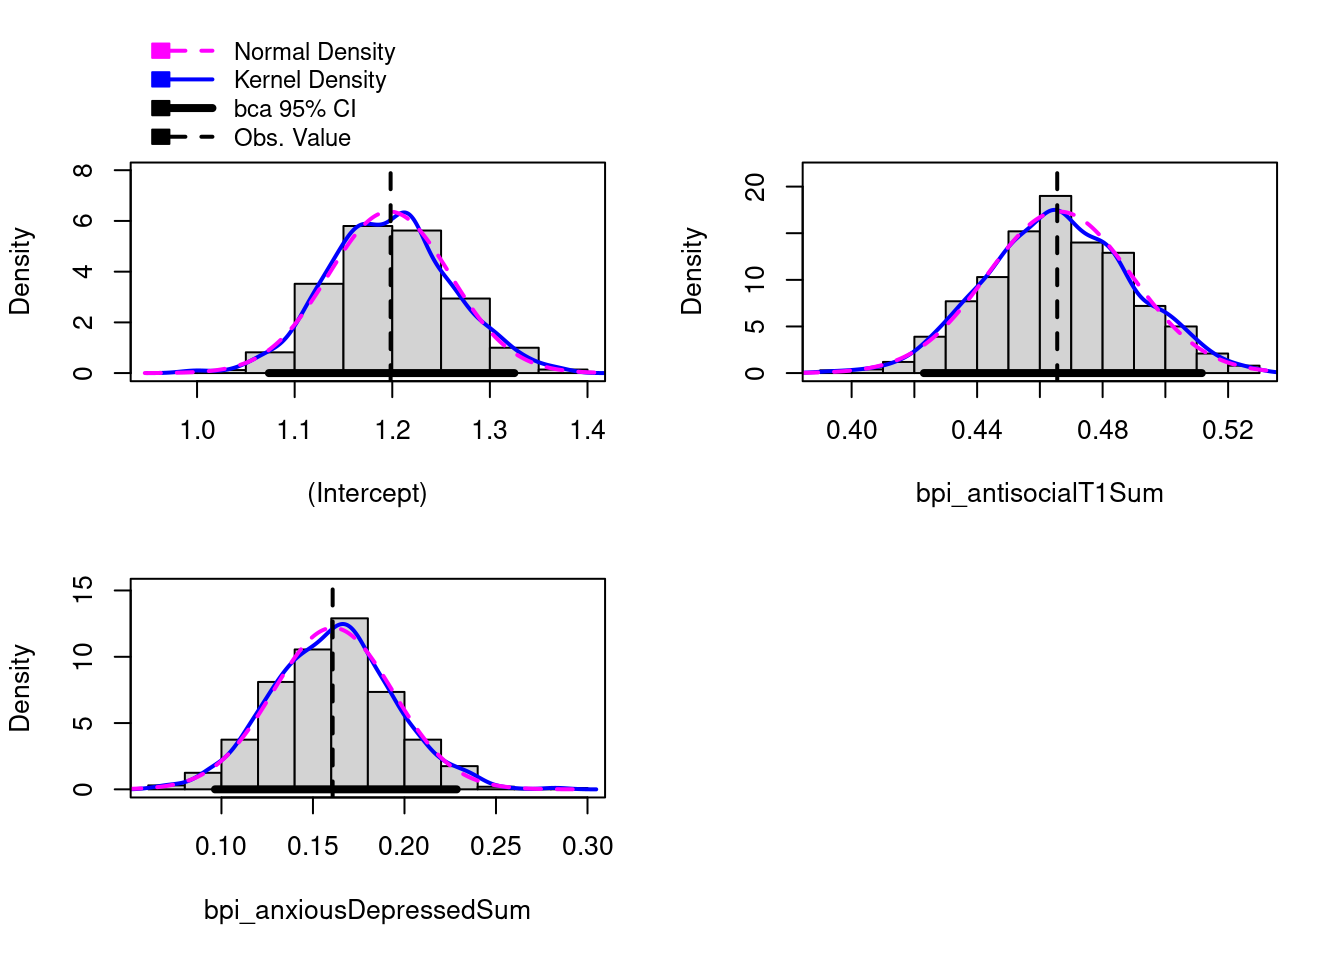 Normal Density
Kernel Density
bca 95% CI
Obs. Value
Density
8
6
4
2
0
1.0 1.1 1.2 1.3 1.4
(Intercept)
Density
20
10
5
0
0.40 0.44 0.48 0.52
bpi_antisocialT1Sum
Density
15
10
5
0
0.10 0.15 0.20 0.25 0.30
bpi_anxiousDepressedSum